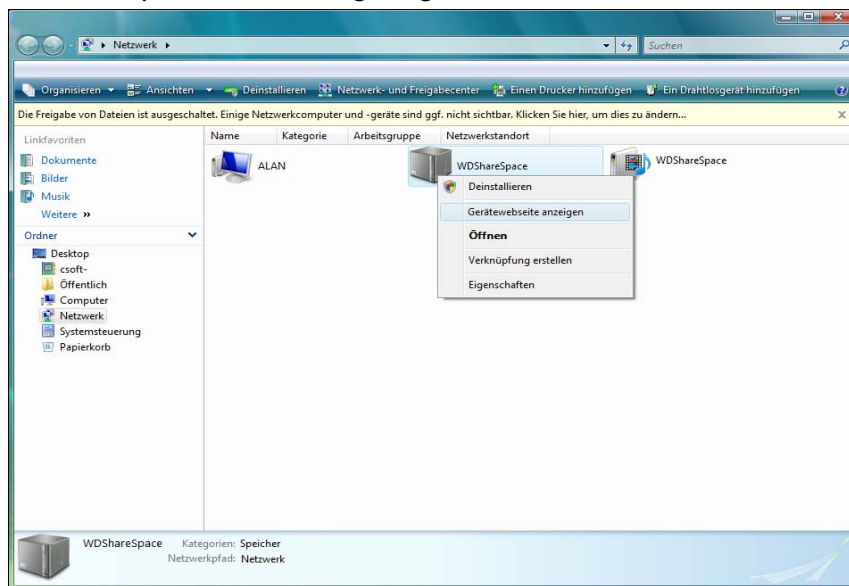 Netzwerk
Suchen
Organisieren Ansichten Deinstallieren Netzwerk- und Freigabecenter Einen Drucker hinzufügen Ein Drahtlosgerät hinzufügen
Die Freigabe von Dateien ist ausgeschaltet. Einige Netzwerkcomputer und -geräte sind ggf. nicht sichtbar. Klicken Sie hier, um dies zu ändern...
Linkfavoriten
Dokumente
Bilder
Musik
Weitere »
Ordner
Desktop
csoft-
Öffentlich
Computer
Netzwerk
Systemsteuerung
Papierkorb
Name Kategorie Arbeitsgruppe Netzwerkstandort
ALAN
WDShareSpace
WDShareSpace
Deinstallieren
Gerätewebseite anzeigen
Öffnen
Verknüpfung erstellen
Eigenschaften
WDShareSpace Kategorien: Speicher
Netzwerkpfad: Netzwerk